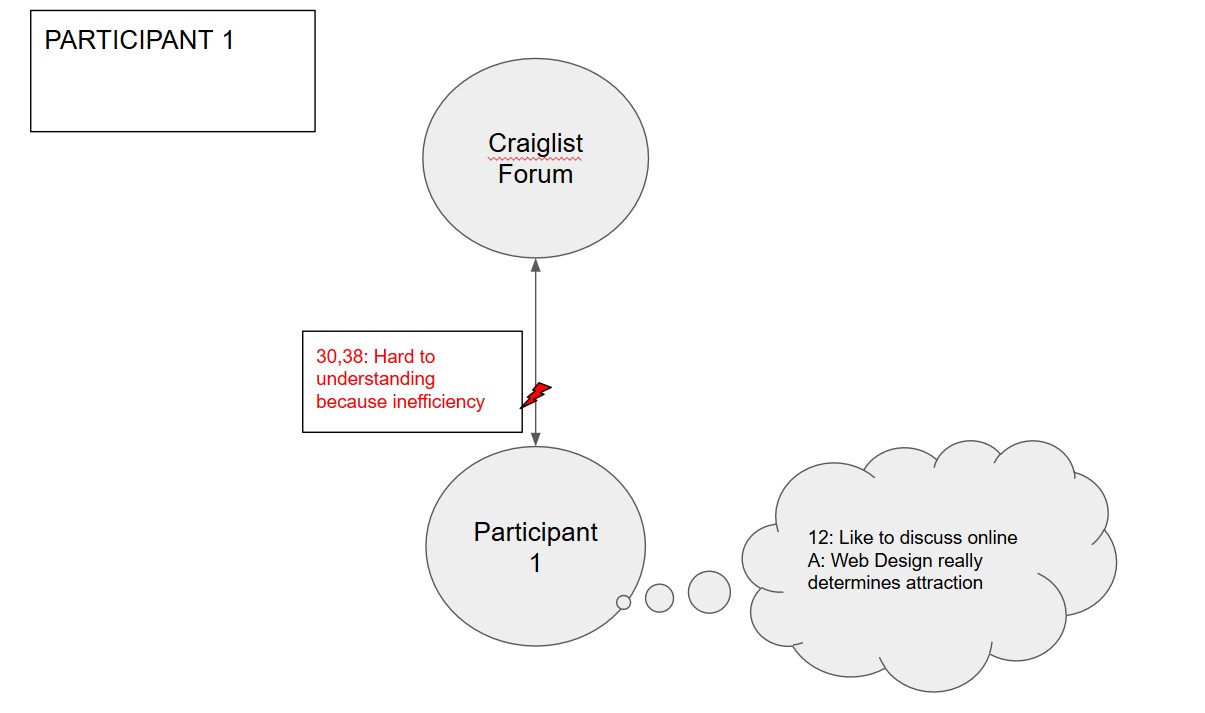 PARTICIPANT 1
Craiglist
Forum
30,38: Hard to
understanding
because inefficiency
Participant
1
12: Like to discuss online
A: Web Design really
determines attraction